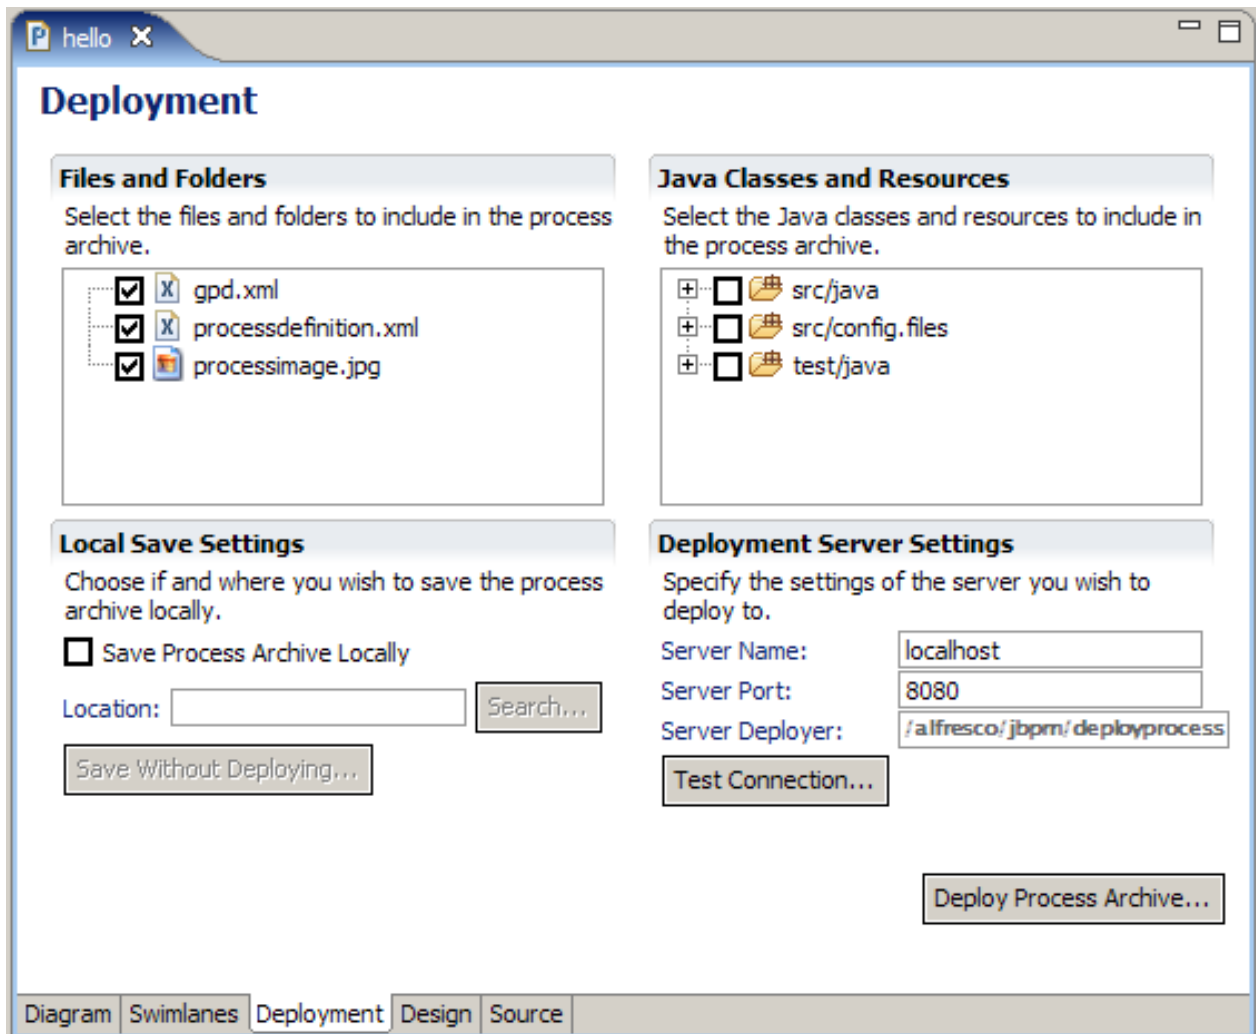 hello
Deployment
Files and Folders
Select the files and folders to include in the process
archive.
gpd.xml
processdefinition.xml
processimage.jpg
Java Classes and Resources
Select the Java classes and resources to include in
the process archive.
src/java
src/config.files
test/java
Local Save Settings
Choose if and where you wish to save the process
archive locally.
Save Process Archive Locally
Location:
Search...
Save Without Deploying...
Deployment Server Settings
Specify the settings of the server you wish to
deploy to.
Server Name: localhost
Server Port: 8080
Server Deployer: /alfresco/jbpm/deployprocess
Test Connection...
Deploy Process Archive...
Diagram Swimlanes Deployment Design Source